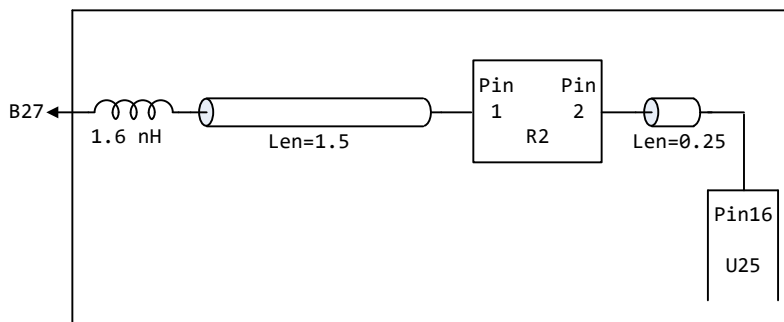 Pin Pin
B27 1 2
1.6 nH Len=1.5 R2 Len=0.25
Pin16
U25